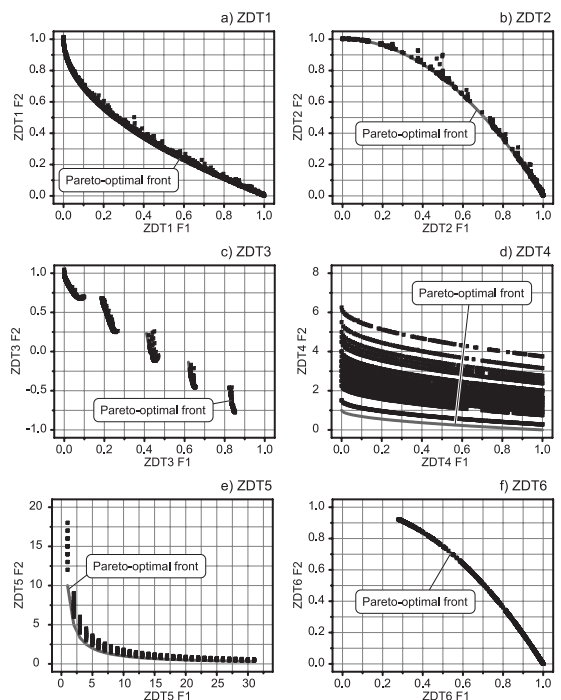 a) ZDT1
1.0
0.8
0.6
0.4
0.2
0.0
ZDT1 F2
Pareto-optimal front
0.0 0.2 0.4 0.6 0.8 1.0
ZDT1 F1
b) ZDT2
1.0
0.8
0.6
0.4
0.2
0.0
ZDT2 F2
Pareto-optimal front
0.0 0.2 0.4 0.6 0.8 1.0
ZDT2 F1
c) ZDT3
1.0
0.5
0.0
-0.5
-1.0
ZDT3 F2
Pareto-optimal front
0.0 0.2 0.4 0.6 0.8 1.0
ZDT3 F1
d) ZDT4
8
6
4
2
0
ZDT4 F2
Pareto-optimal front
0.0 0.2 0.4 0.6 0.8 1.0
ZDT4 F1
e) ZDT5
20
15
10
5
0
ZDT5 F2
Pareto-optimal front
0 5 10 15 20 25 30
ZDT5 F1
f) ZDT6
1.0
0.8
0.6
0.4
0.2
0.0
ZDT6 F2
Pareto-optimal front
0.0 0.2 0.4 0.6 0.8 1.0
ZDT6 F1